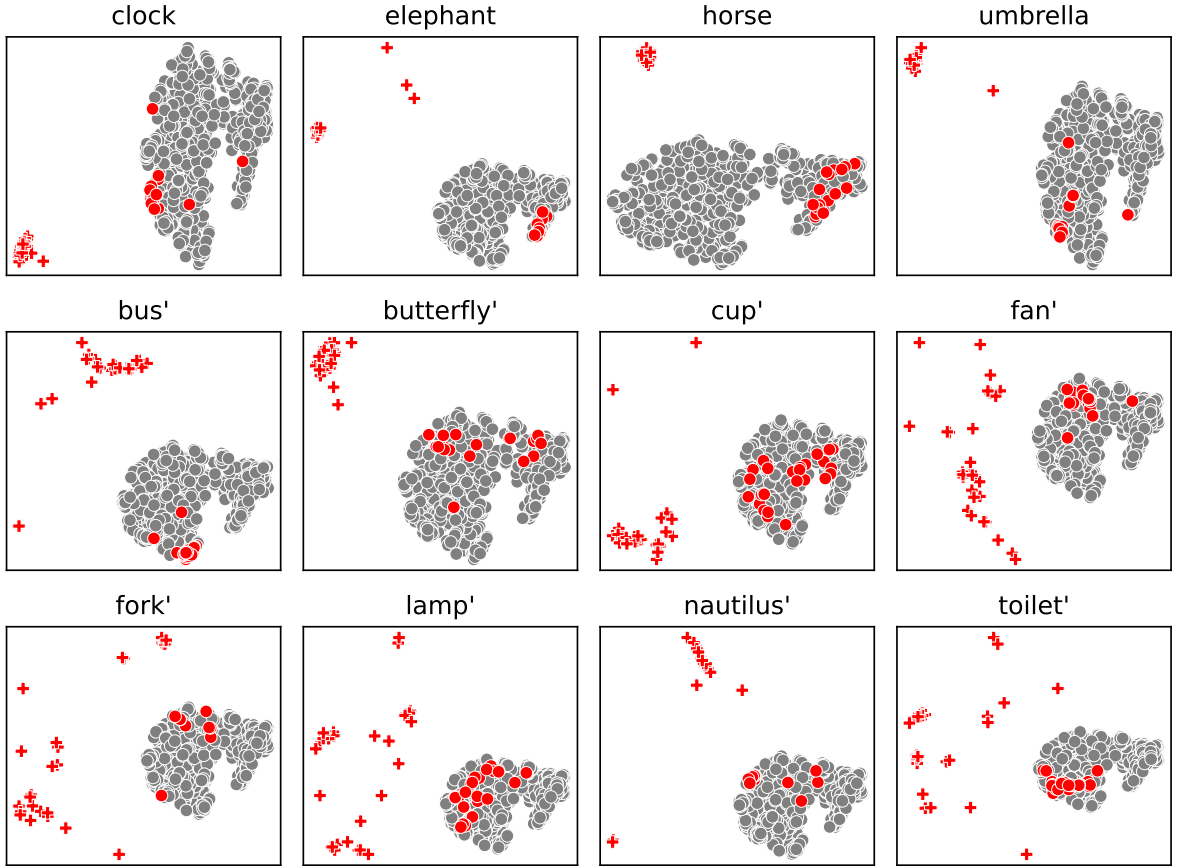 clock elephant horse umbrella
bus' butterfly' cup' fan'
fork' lamp' nautilus' toilet'